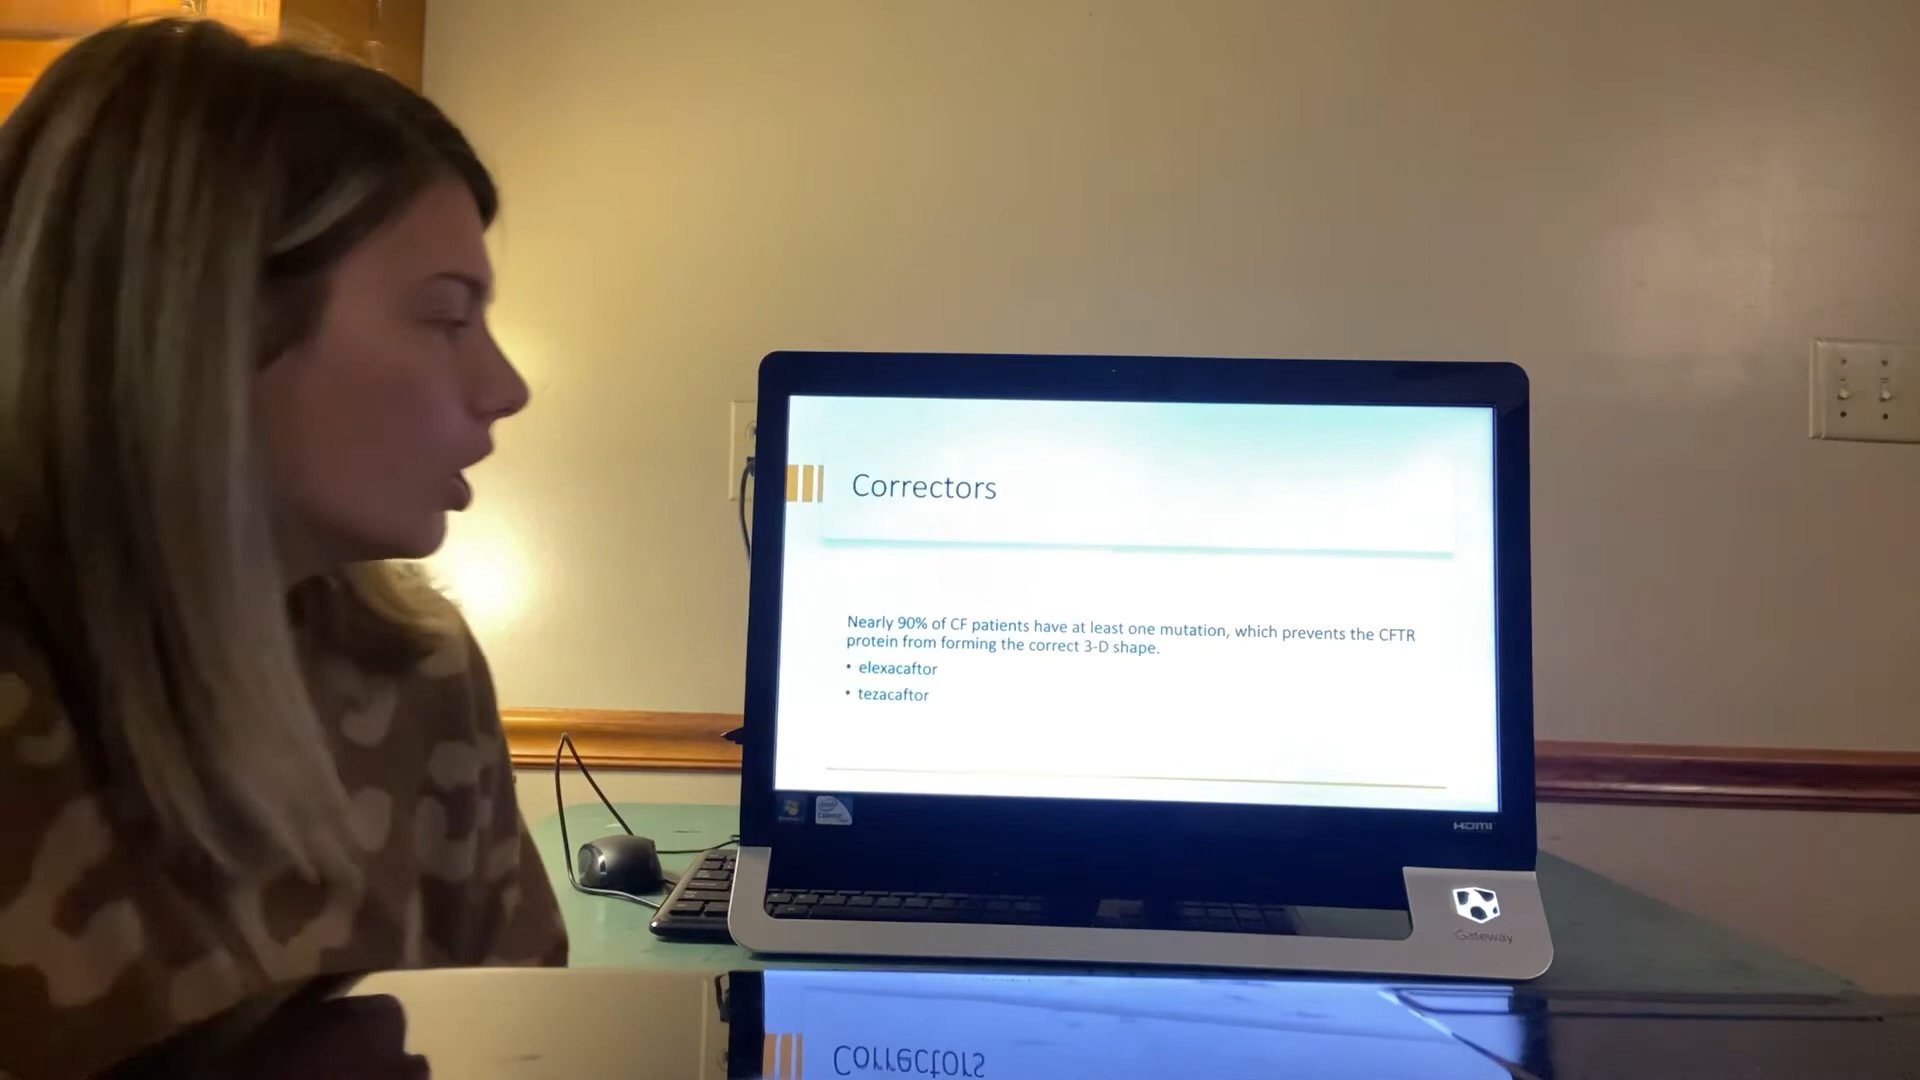 Correctors
Nearly 90% of CF patients have at least one mutation, which prevents the CFTR
protein from forming the correct 3-D shape.
• elexacaftor
• tezacaftor
HDMI
Gateway
Correctors